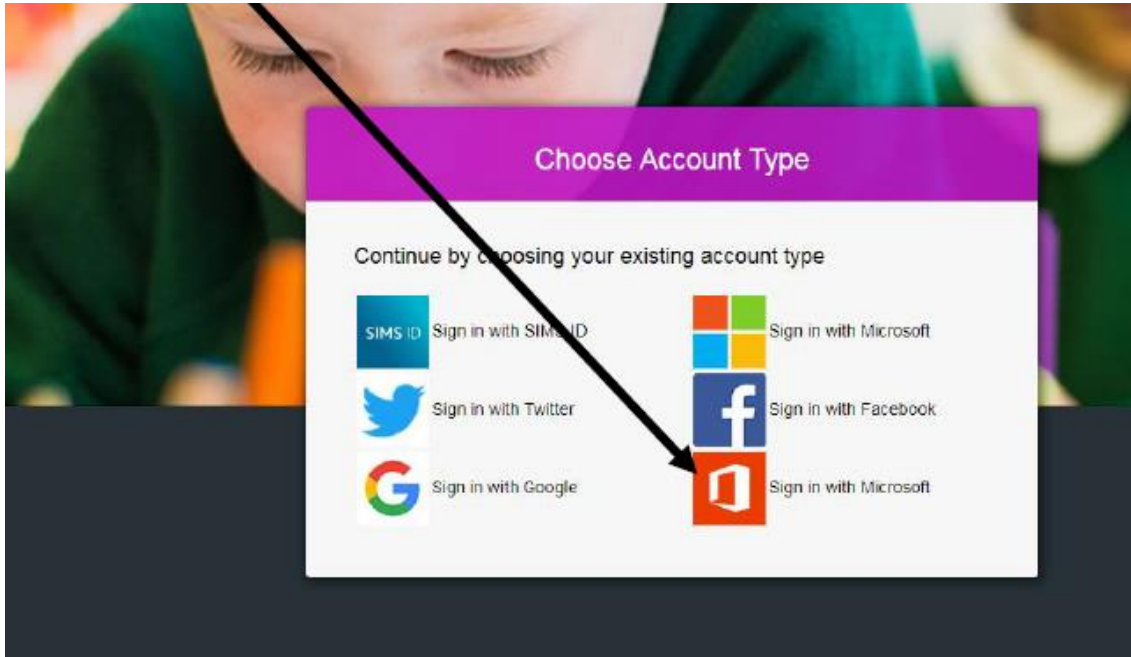 Choose Account Type
Continue by choosing your existing account type
SIMS ID Sign in with SIMS ID
Sign in with Microsoft
Sign in with Twitter
Sign in with Facebook
Sign in with Google
Sign in with Microsoft